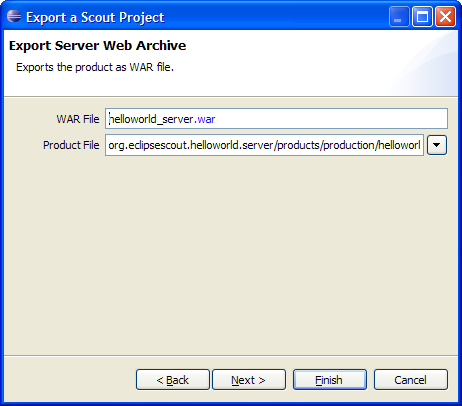 Export a Scout Project
Export Server Web Archive
Exports the product as WAR file.
WAR File helloworld_server.war
Product File org.eclipsescout.helloworld.server/products/production/helloworl
< Back Next > Finish Cancel